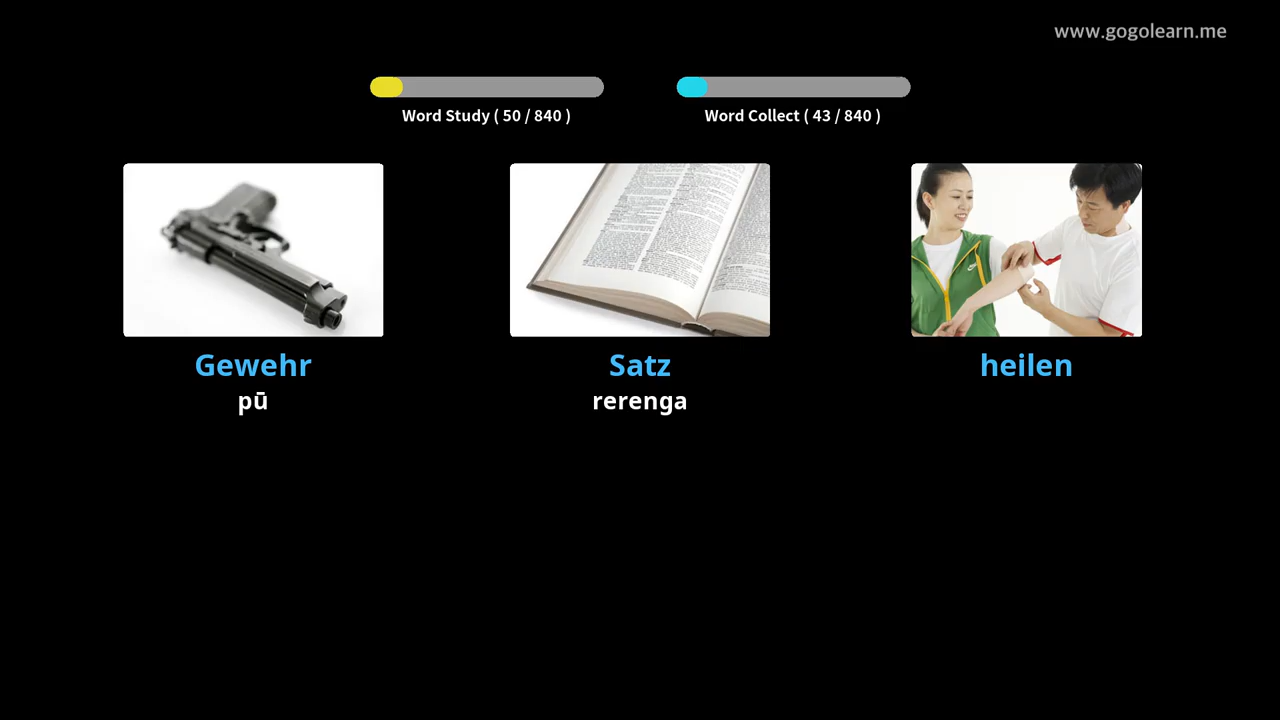 www.gogolearn.me
Word Study ( 50 / 840 )
Word Collect ( 43 / 840 )
Gewehr
pū
Satz
rerenga
heilen